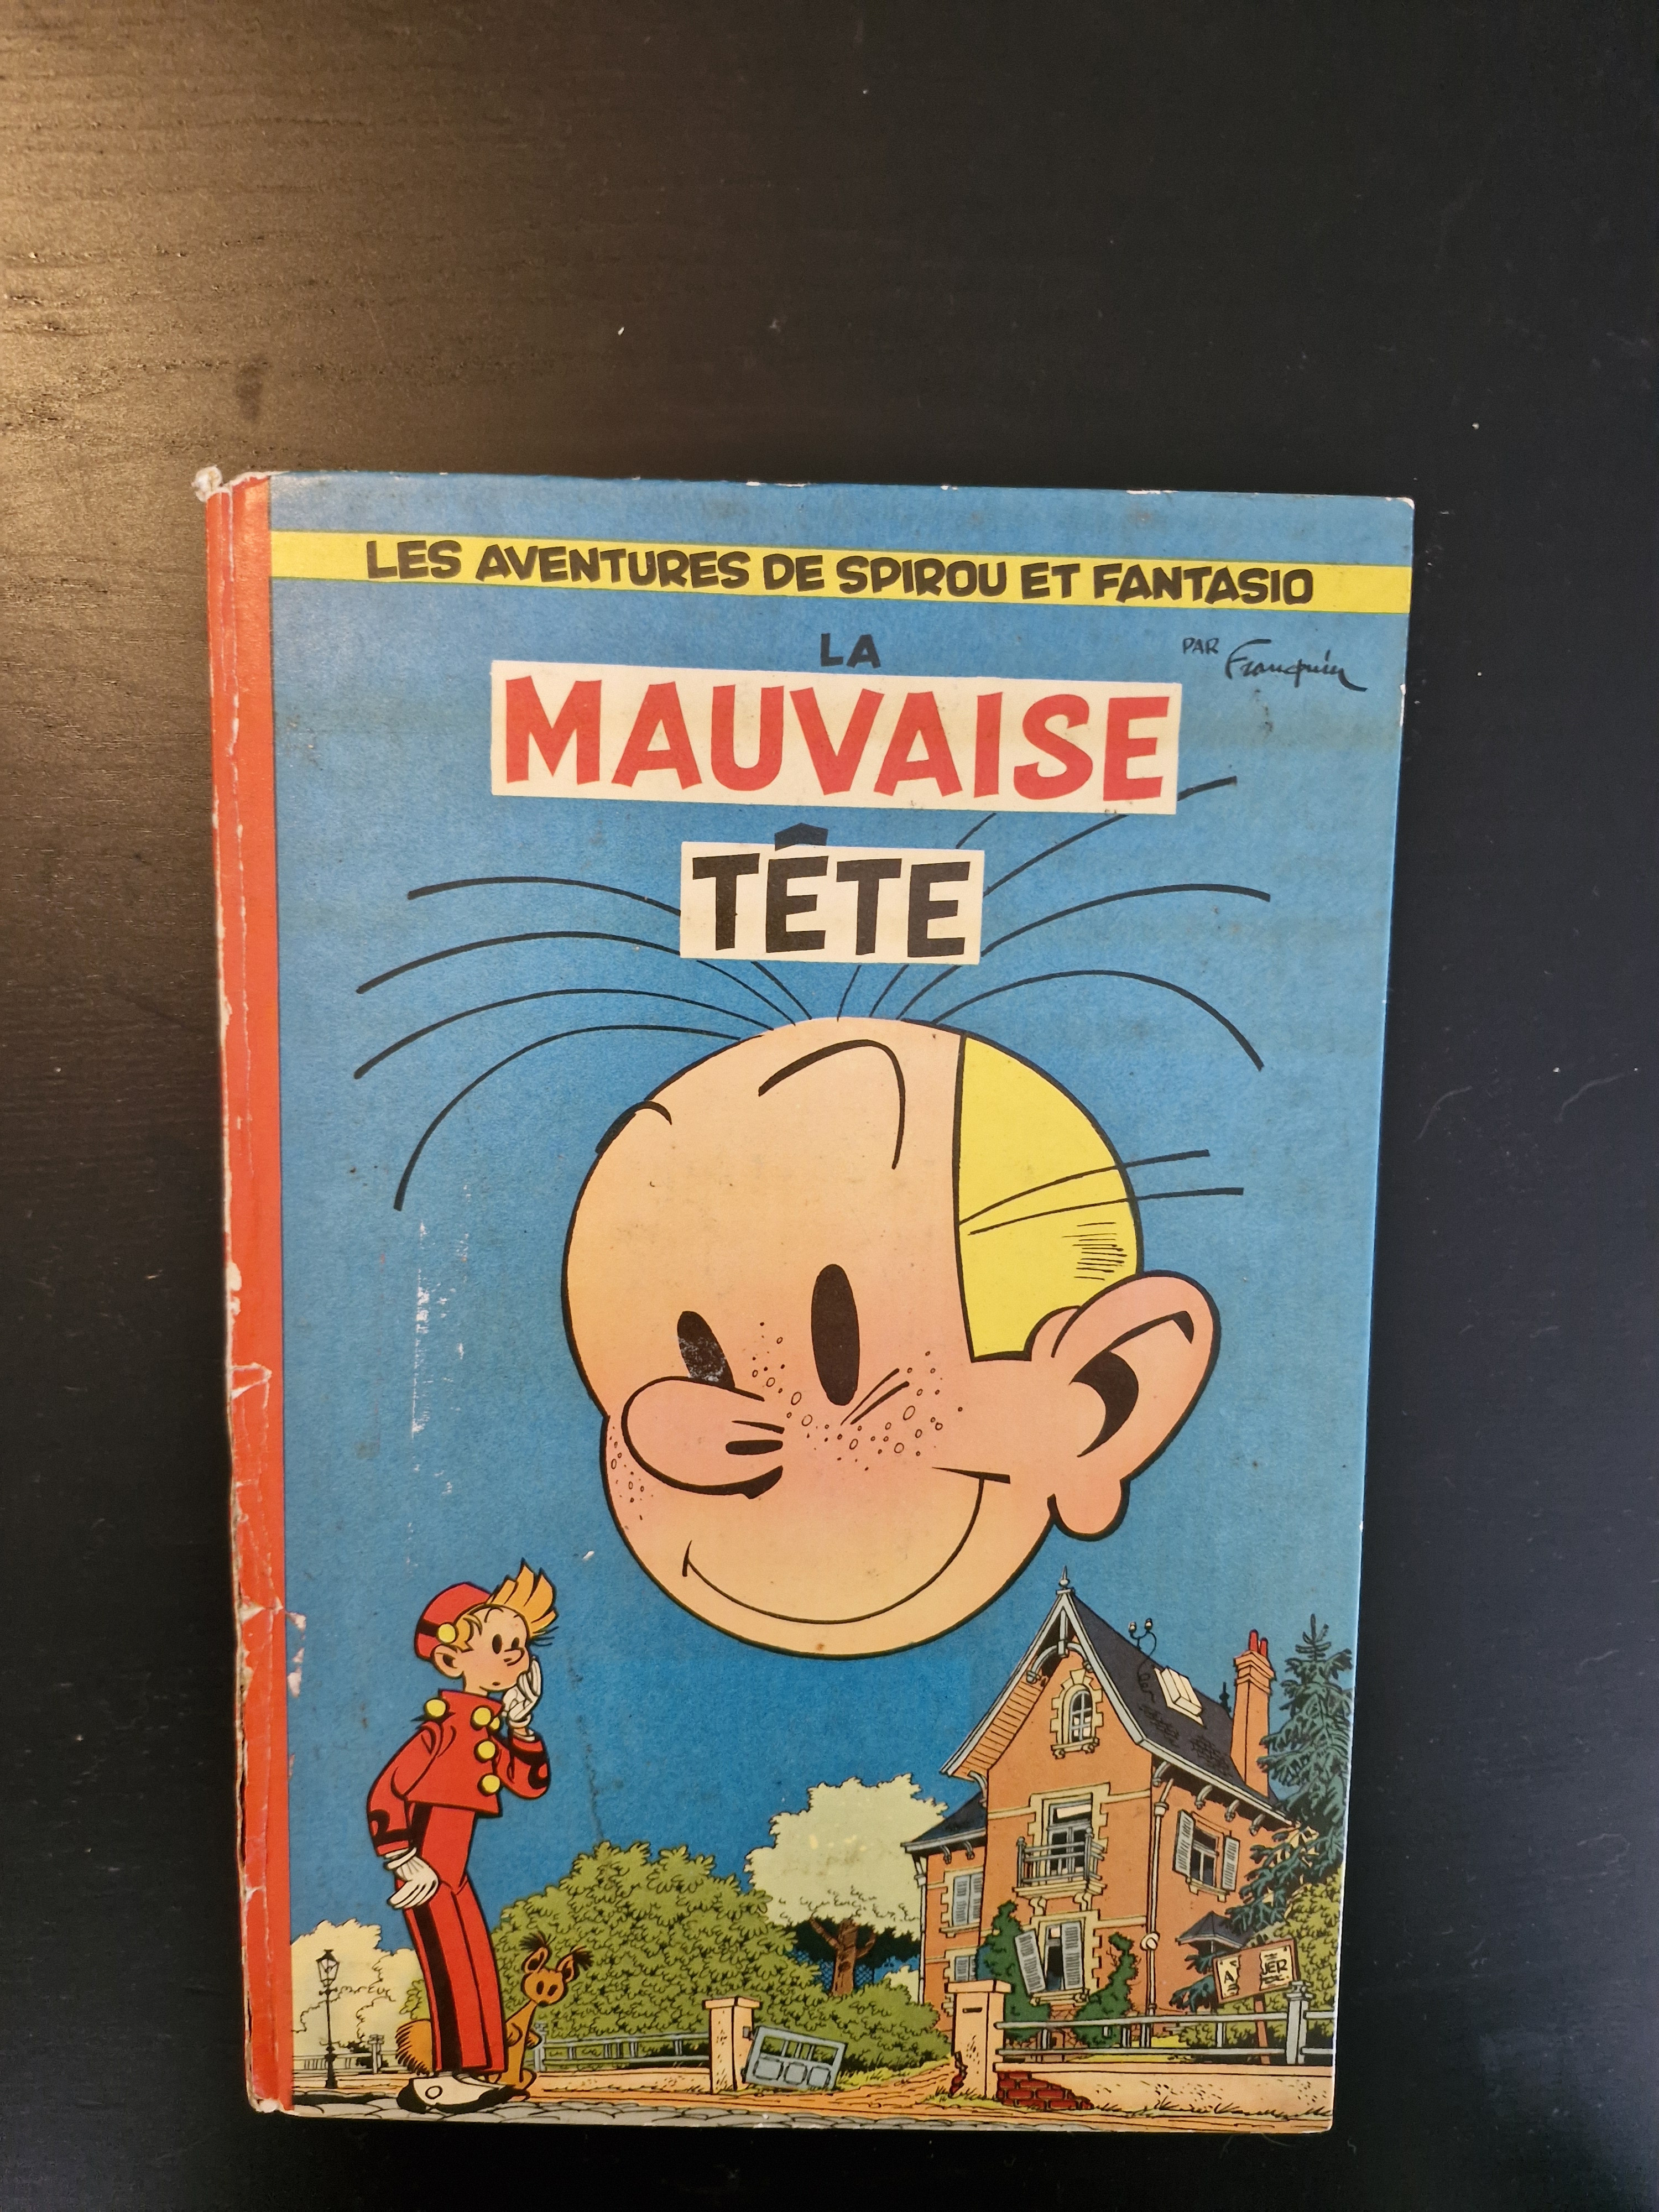 LES AVENTURES DE SPIROU ET FANTASIO
PAR Franquin
LA
MAUVAISE
TÊTE